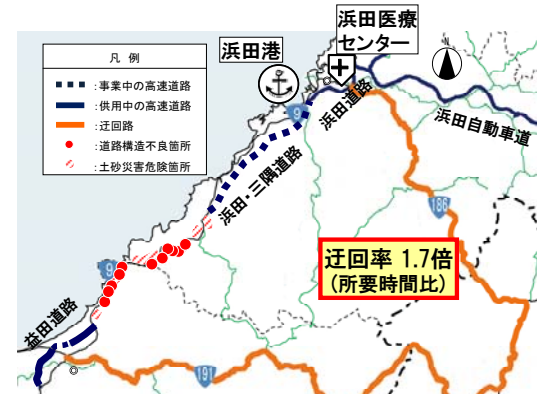 浜田医療
センター
浜田港
N
凡 例
:事業中の高速道路
:供用中の高速道路
:迂回路
:道路構造不良箇所
:土砂災害危険箇所
9
浜田道路
浜田自動車道
浜田・三隅道路
186
迂回率 1.7倍
(所要時間比)
9
益田道路
191